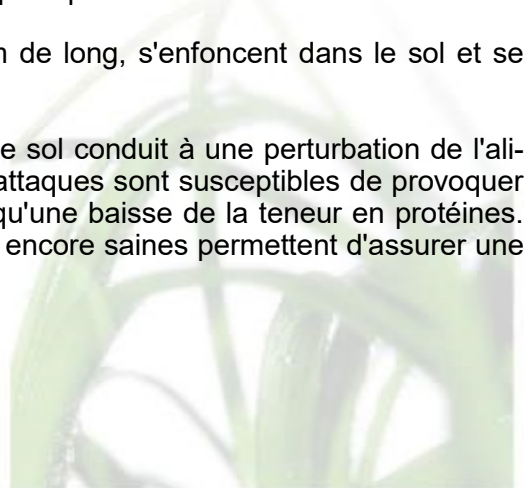 de long, s'enfoncent dans le sol et se
sol conduit à une perturbation de l'ali-
attaques sont susceptibles de provoquer
qu'une baisse de la teneur en protéines.
encore saines permettent d'assurer une